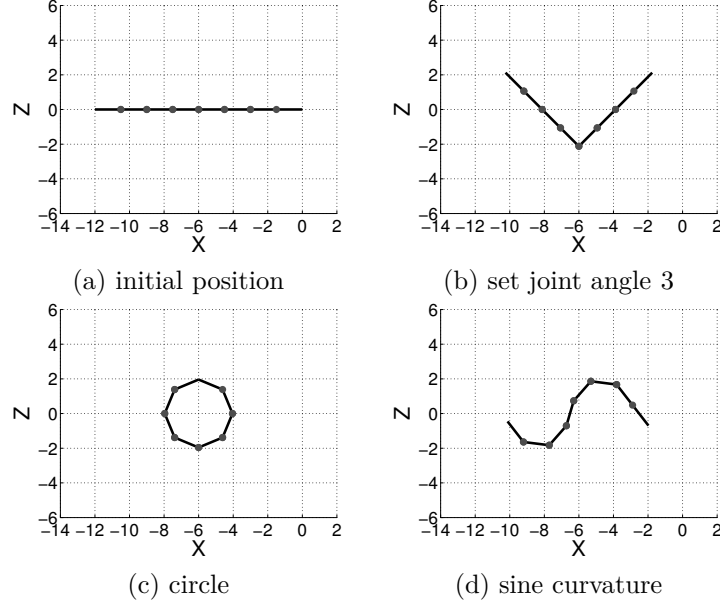 6
6
4
4
2
2
Z
0
Z
0
−2
−2
−4
−4
−6
−6
−14 −12 −10 −8 −6 −4 −2 0 2
−14 −12 −10 −8 −6 −4 −2 0 2
X
X
(a) initial position
(b) set joint angle 3
6
6
4
4
2
2
Z
0
Z
0
−2
−2
−4
−4
−6
−6
−14 −12 −10 −8 −6 −4 −2 0 2
−14 −12 −10 −8 −6 −4 −2 0 2
X
X
(c) circle
(d) sine curvature